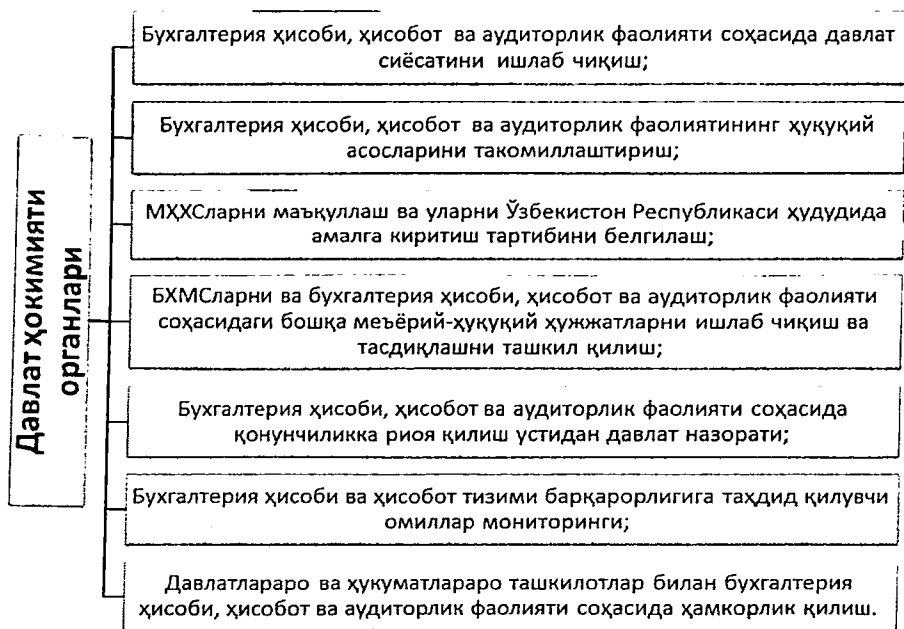 Давлат ҳокимияти
органлари
Бухгалтерия ҳисоби, ҳисобот ва аудиторлик фаолияти соҳасида давлат
сиёсатини ишлаб чиқиш;
Бухгалтерия ҳисоби, ҳисобот ва аудиторлик фаолиятининг ҳуқуқий
асосларини такомиллаштириш;
МҲХСларни маъқуллаш ва уларни Ўзбекистон Республикаси ҳудудида
амалга киритиш тартибини белгилаш;
БХМСларни ва бухгалтерия ҳисоби, ҳисобот ва аудиторлик фаолияти
соҳасидаги бошқа меъёрий-ҳуқуқий ҳужжатларни ишлаб чиқиш ва
тасдиқлашни ташкил қилиш;
Бухгалтерия ҳисоби, ҳисобот ва аудиторлик фаолияти соҳасида
қонунчиликка риоя қилиш устидан давлат назорати;
Бухгалтерия ҳисоби ва ҳисобот тизими барқарорлигига таҳдид қилувчи
омиллар мониторинги;
Давлатлараро ва ҳукуматлараро ташкилотлар билан бухгалтерия
ҳисоби, ҳисобот ва аудиторлик фаолияти соҳасида ҳамкорлик қилиш.